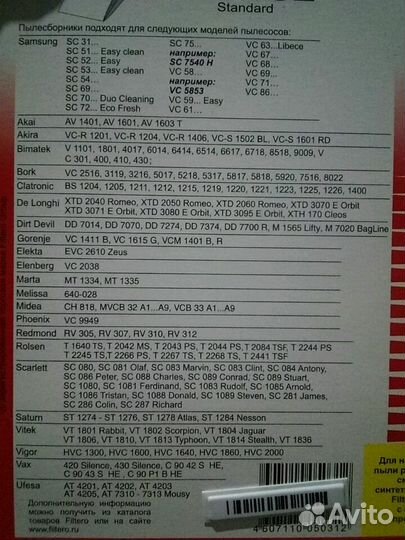 Standard
Пылесборники подходят для следующих моделей пылесосов:
Samsung SC 31... SC 75... VC 63...Libece
SC 51... Easy clean например: VC 67...
SC 52... Easy SC 7540 H VC 68...
SC 53... Easy clean VC 58... VC 69...
SC 54... например: VC 71...
SC 69... VC 5853 VC 86...
SC 70... Duo Cleaning VC 59... Easy
SC 72... Eco Fresh VC 61...
Akai AV 1401, AV 1601, AV 1603 T
Akira VC-R 1201, VC-R 1204, VC-R 1406, VC-S 1502 BL, VC-S 1601 RD
Bimatek V 1101, 1801, 4017, 6014, 6414, 6514, 6617, 6718, 8518, 9009, V
C 301, 400, 410, 430;
Bork VC 2516, 3119, 3216, 5017, 5218, 5317, 5817, 5818, 5920, 7516, 8022
Clatronic BS 1204, 1205, 1211, 1212, 1215, 1219, 1220, 1221, 1223, 1225, 1226, 1400
De Longhi XTD 2040 Romeo, XTD 2050 Romeo, XTD 2060 Romeo, XTD 3070 E
XTD 3071 E Orbit, XTD 3080 E Orbit, XTD 3095 E Orbit, XTH 170 Cleos
Dirt Devil DD 7014, DD 7070, DD 7274, DD 7374, DD 7700 R, M 1565 Lifty, M 7020 BagLine
Gorenje VC 1411 B, VC 1615 G, VCM 1401 B, R
Elekta EVC 2610 Zeus
Elenberg VC 2038
Marta MT 1334, MT 1335
Melissa 640-028
Midea CH 818, MVCB 32 A1...A9, VCB 33 A1...A9
Phoenix VC 9949
Redmond RV 305, RV 307, RV 310, RV 312
Rolsen T 1640 TS, T 2042 MS, T 2043 PS, T 2044 PS, T 2084 TSF, T 2244 PS
T 2245 TS,T 2266 PS, T 2267 TS, T 2268 TS, T 2441 TSF
Scarlett SC 080, SC 081 Olaf, SC 083 Marvin, SC 083 Clint, SC 084 Antony,
SC 086 Peter, SC 088 Charles, SC 089 Conrad, SC 089 Stuart,
SC 1080, SC 1081 Ferdinand, SC 1083 Rudolf, SC 1085 Arnold,
SC 1086 Tristan, SC 1088 Donald, SC 1089 Steven, SC 281 James,
SC 286 Colin, SC 287 Richard
Saturn ST 1274 - ST 1276, ST 1278 Atlas, ST 1284 Nesson
Vitek VT 1801 Rabbit, VT 1802 Scorpion, VT 1804 Jaguar
VT 1806, VT 1810, VT 1813 Typhoon, VT 1814 Stealth, VT 1836
Vigor HVC 1300, HVC 1600, HVC 1640, HVC 1860, HVC 2000
Vax 420 Silence, 430 Silence, C 90 42 S HE,
C 90 43 S HE , C 90 P1 B HE
Ufesa AT 4201, AT 4202, AT 4203
AT 4205, AT 7310 - 7313 Mousy
Дополнительную информацию
можно получить из каталога
товаров Filtero или на сайте
www.filtero.ru
4607110 050312
Для
пыли
синтет
Filte
с
Avito